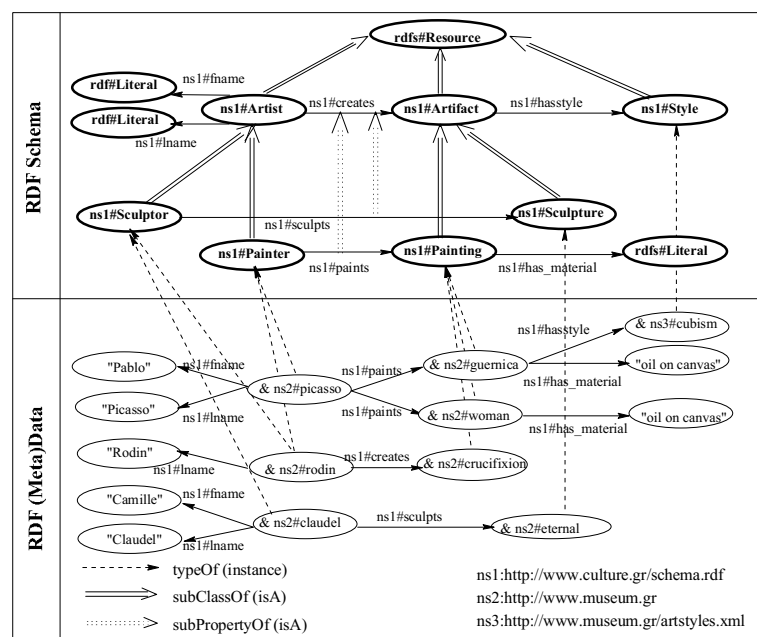 RDF Schema
rdfs#Resource
rdf#Literal
ns1#fname
ns1#Artist
ns1#creates
ns1#Artifact
ns1#hasstyle
ns1#Style
rdf#Literal
ns1#lname
ns1#Sculptor
ns1#sculpts
ns1#Sculpture
ns1#Painter
ns1#paints
ns1#Painting
ns1#has_material
rdfs#Literal
RDF (Meta)Data
"Pablo"
ns1#fname
& ns2#picasso
ns1#paints
& ns2#guernica
ns1#hasstyle
& ns3#cubism
"oil on canvas"
ns1#has_material
"Picasso"
ns1#lname
ns1#paints
& ns2#woman
ns1#has_material
"oil on canvas"
"Rodin"
ns1#lname
& ns2#rodin
ns1#creates
& ns2#crucifixion
"Camille"
ns1#fname
& ns2#claudel
ns1#sculpts
& ns2#eternal
"Claudel"
ns1#lname
typeOf (instance)
subClassOf (isA)
subPropertyOf (isA)
ns1:http://www.culture.gr/schema.rdf
ns2:http://www.museum.gr
ns3:http://www.museum.gr/artstyles.xml